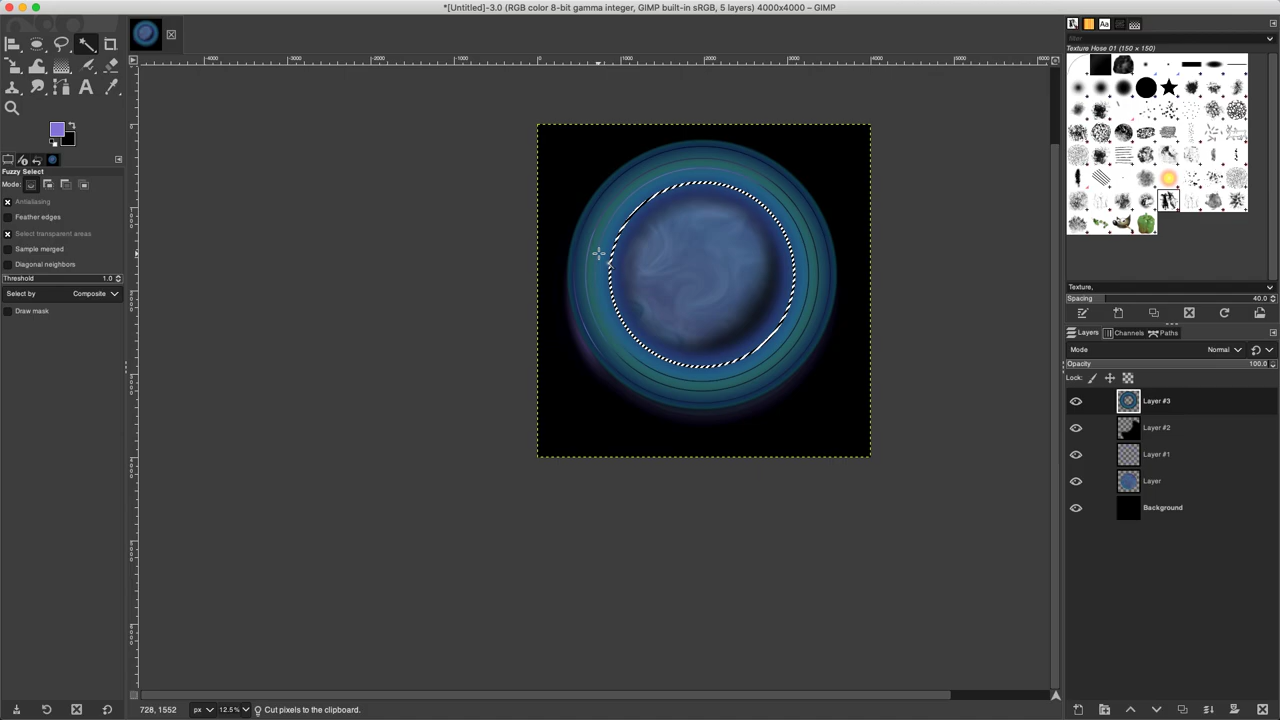 *[Untitled]-3.0 (RGB color 8-bit gamma integer, GIMP built-in sRGB, 5 layers) 4000x4000 – GIMP
filter
Texture Hose 01 (150 × 150)
Fuzzy Select
Mode:
Antialiasing
Feather edges
Select transparent areas
Sample merged
Diagonal neighbors
Threshold 1.0
Select by Composite
Draw mask
Texture,
Spacing 40.0
Layers Channels Paths
Mode Normal
Opacity 100.0
Lock:
Layer #3
Layer #2
Layer #1
Layer
Background
728, 1552 px 12.5% Cut pixels to the clipboard.